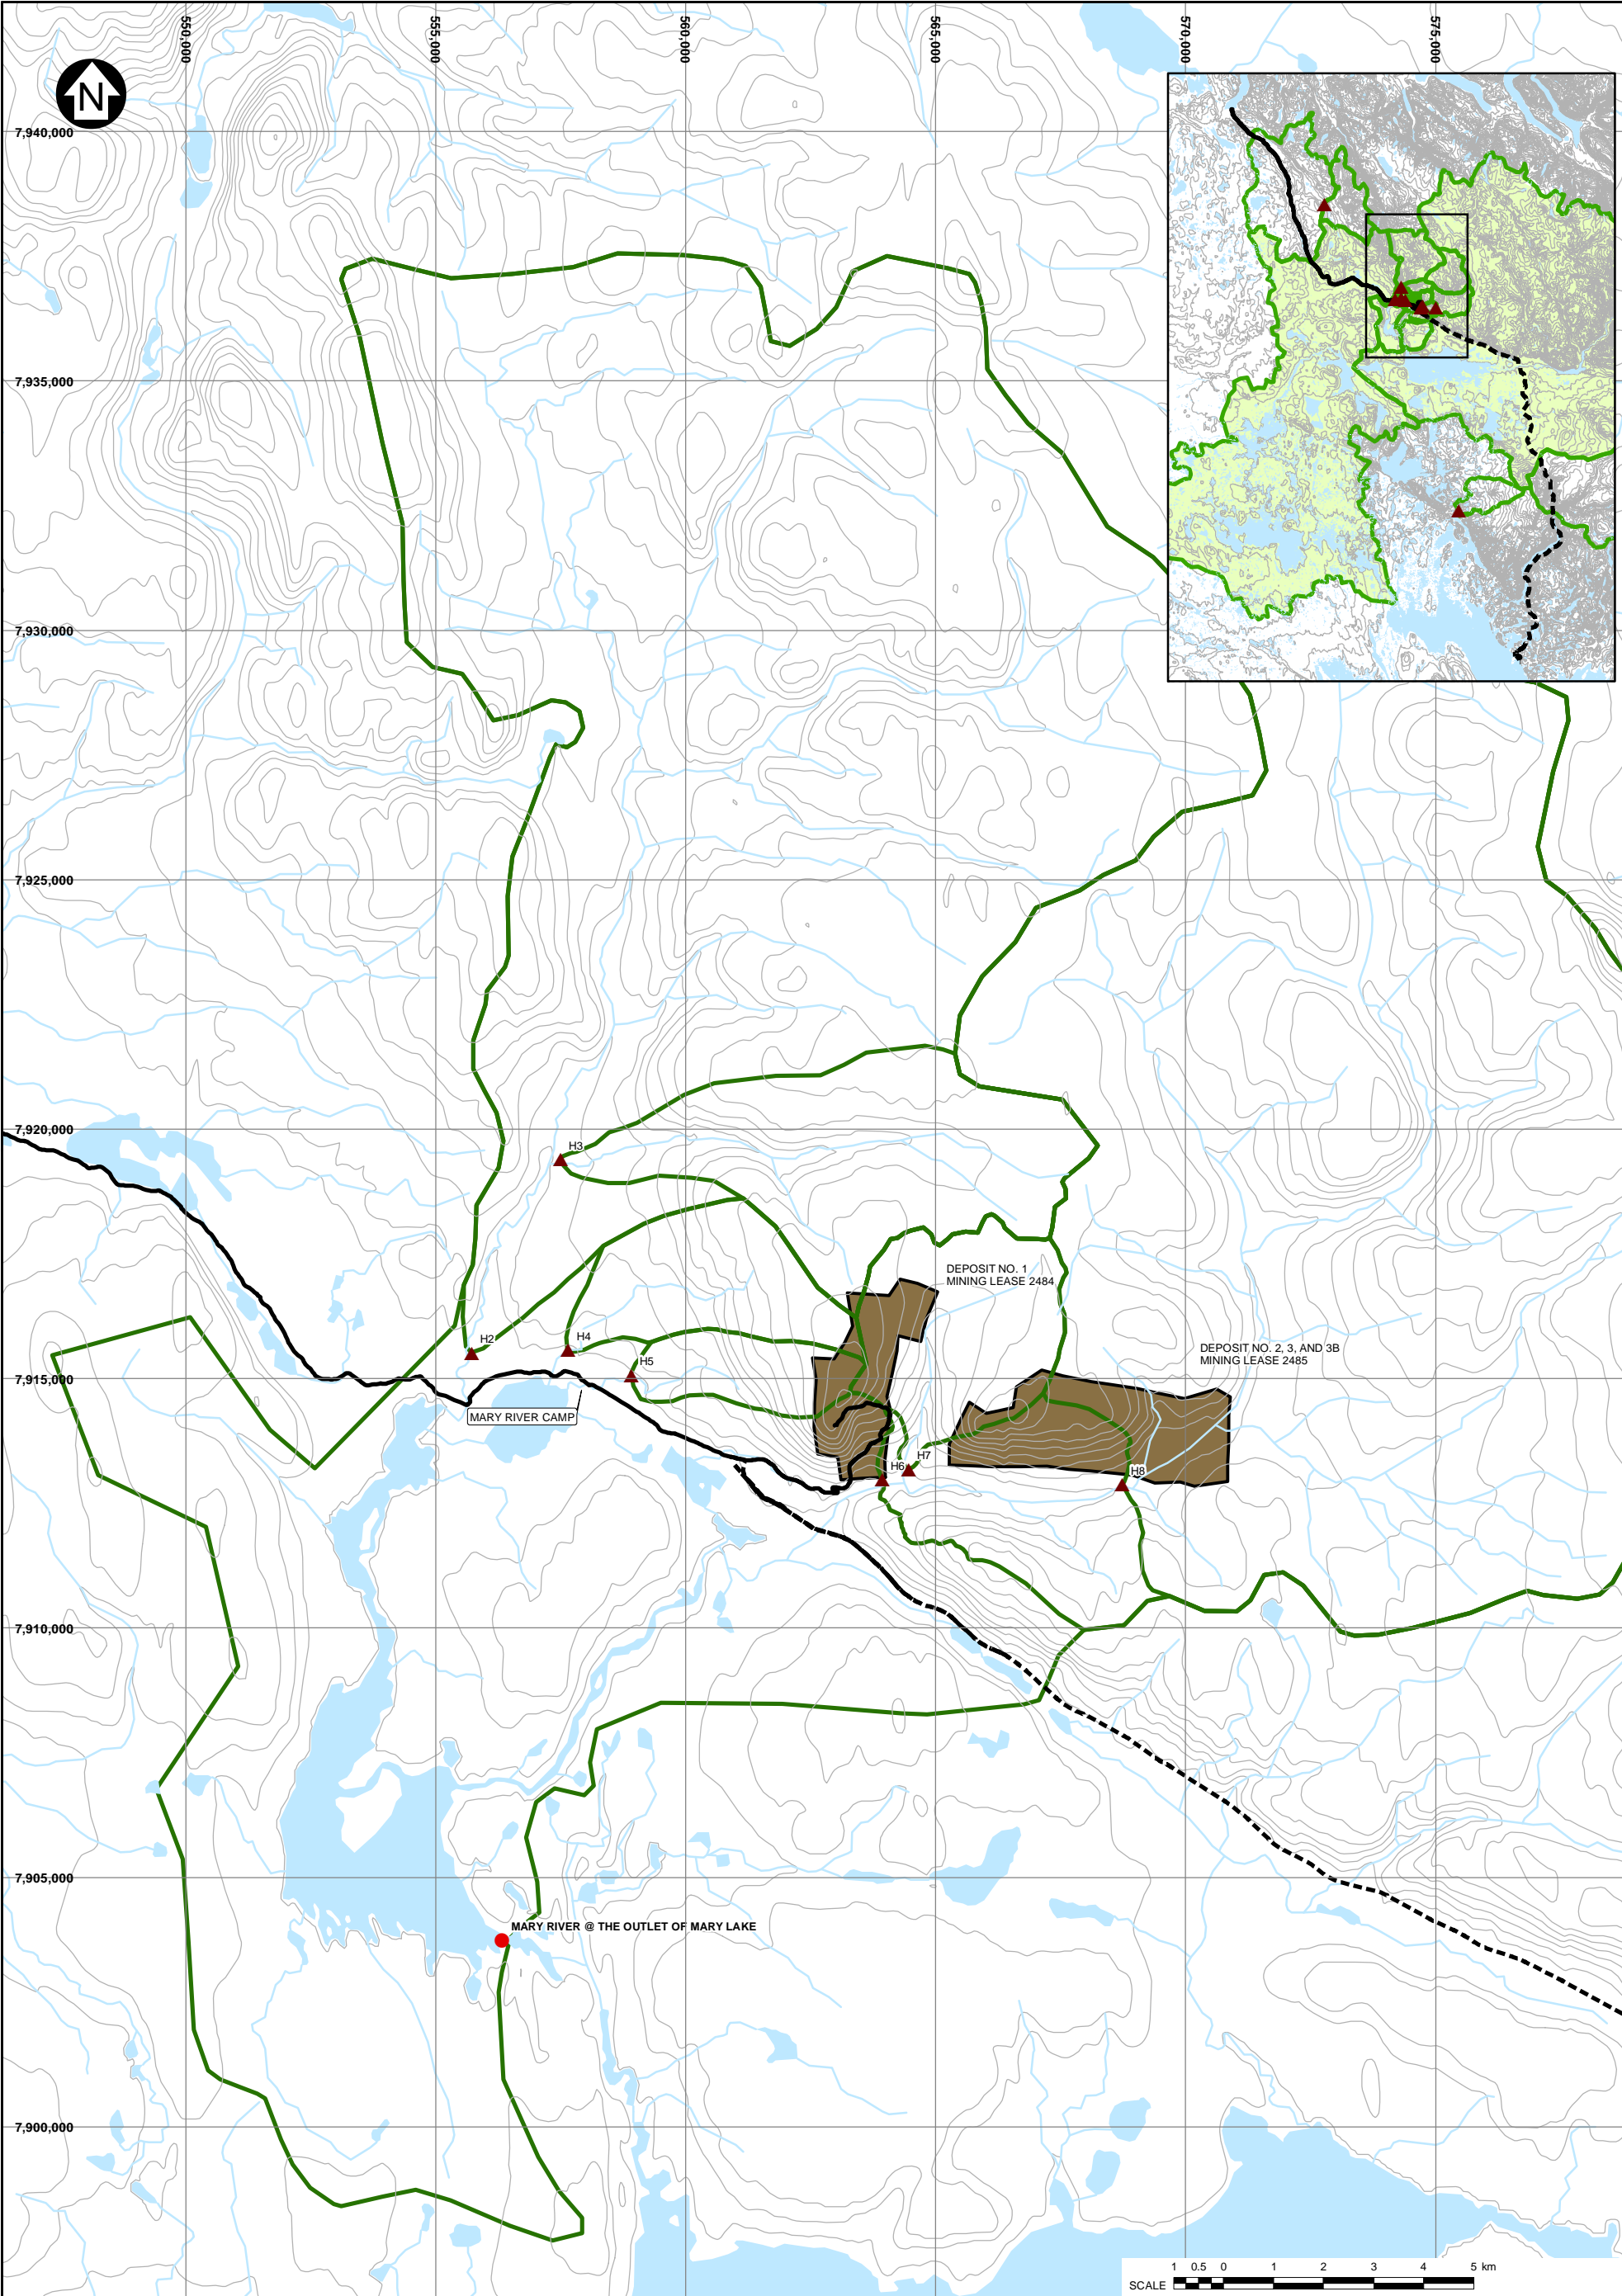 550,000
555,000
560,000
565,000
570,000
575,000
N
7,940,000
7,935,000
7,930,000
7,925,000
7,920,000
H3
DEPOSIT NO. 1
MINING LEASE 2484
H2
H4
DEPOSIT NO. 2, 3, AND 3B
MINING LEASE 2485
H5
7,915,000
MARY RIVER CAMP
H7
H6
H8
7,910,000
7,905,000
MARY RIVER @ THE OUTLET OF MARY LAKE
7,900,000
1 0.5 0 1 2 3 4 5 km
SCALE